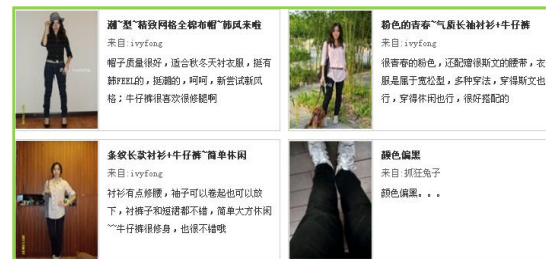 潮~型~精致网格全棉布帽~韩风来啦
来自:ivyfong
帽子质量很好，适合秋冬天衬衣服，挺有
韩FEEL的，挺潮的，呵呵，新尝试新风
格；牛仔裤很喜欢很修腿啊
粉色的青春~气质长袖衬衫+牛仔裤
来自:ivyfong
很青春的粉色，还配赠很斯文的腰带，衣
服是属于宽松型，多种穿法，穿得斯文也
行，穿得休闲也行，很好搭配的
条纹长款衬衫+牛仔裤~简单休闲
来自:ivyfong
衬衫有点修腰，袖子可以卷起也可以放
下，衬裤子和短裙都不错，简单大方休闲
~~牛仔裤很修身，也很不错哦
颜色偏黑
来自:抓狂兔子
颜色偏黑。。。